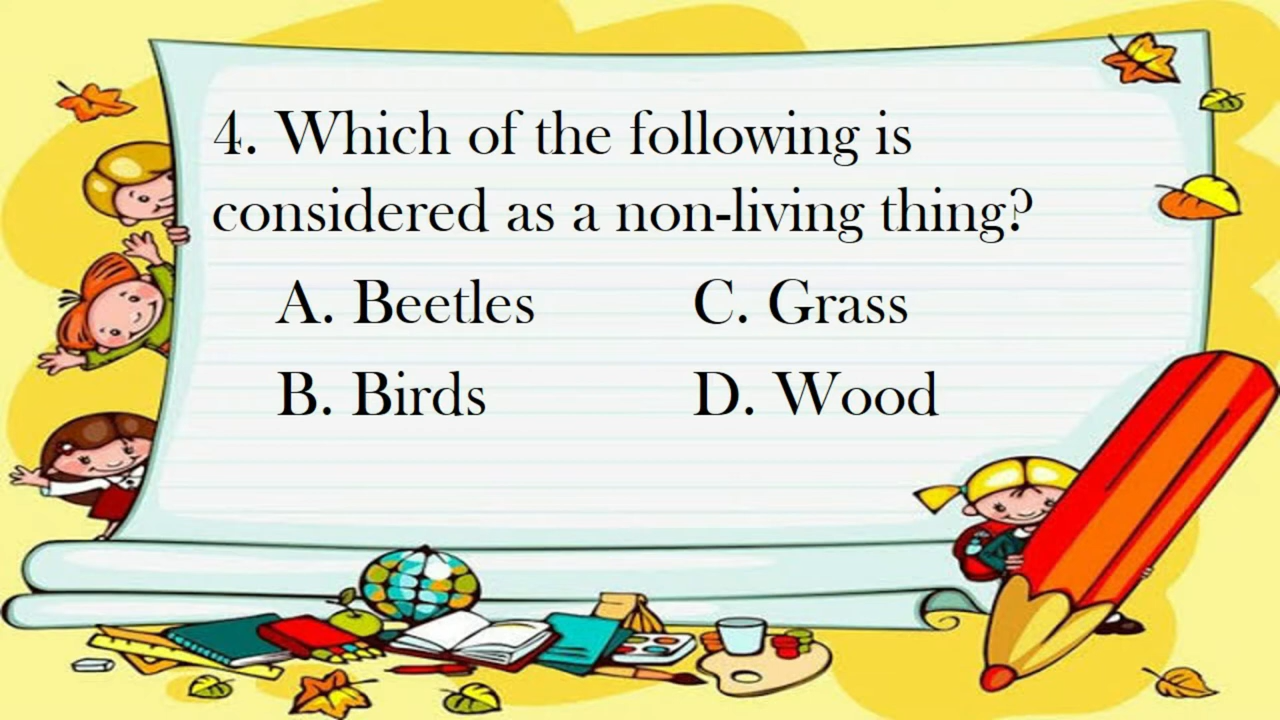 4. Which of the following is
considered as a non-living thing?
A. Beetles C. Grass
B. Birds D. Wood